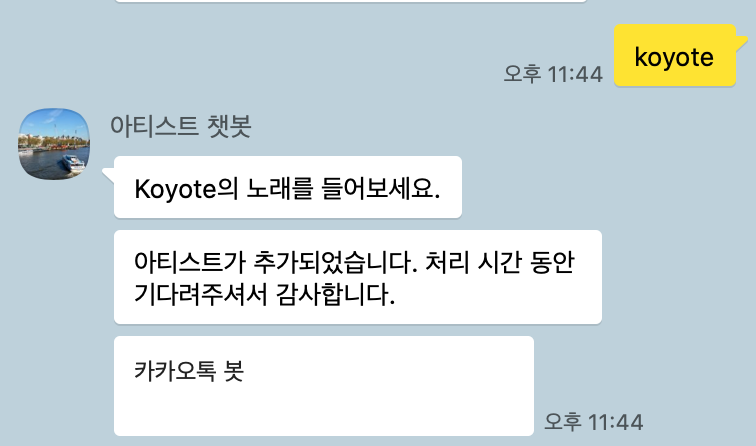 koyote
오후 11:44
아티스트 챗봇
Koyote의 노래를 들어보세요.
아티스트가 추가되었습니다. 처리 시간 동안
기다려주셔서 감사합니다.
카카오톡 봇
오후 11:44